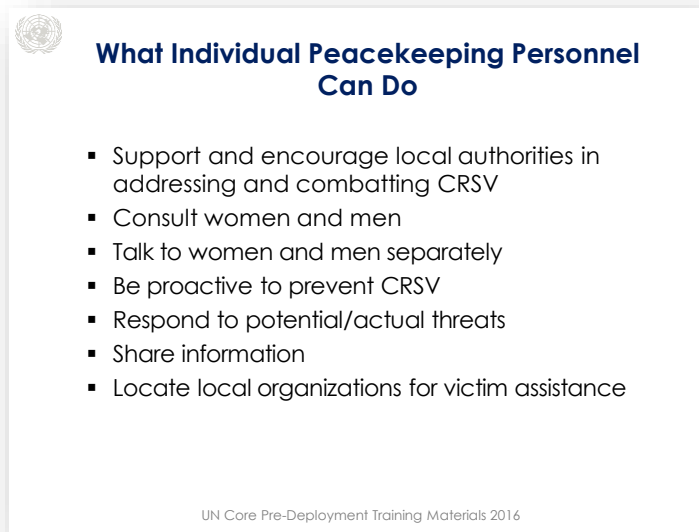 What Individual Peacekeeping Personnel
Can Do
▪ Support and encourage local authorities in
addressing and combatting CRSV
▪ Consult women and men
▪ Talk to women and men separately
▪ Be proactive to prevent CRSV
▪ Respond to potential/actual threats
▪ Share information
▪ Locate local organizations for victim assistance
UN Core Pre-Deployment Training Materials 2016